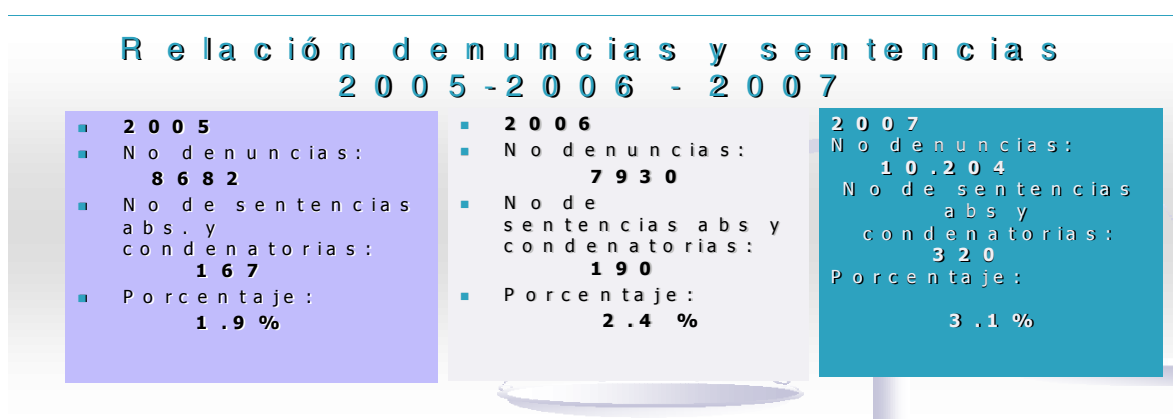 Relación denuncias y sentencias
2005-2006 - 2007
2005
No denuncias:
8682
No de sentencias
abs. y
condenatorias:
167
Porcentaje:
1.9%
2006
No denuncias:
7930
No de
sentencias abs y
condenatorias:
190
Porcentaje:
2.4 %
2007
No denuncias:
10.204
No de sentencias
abs y
condenatorias:
320
Porcentaje:
3.1%